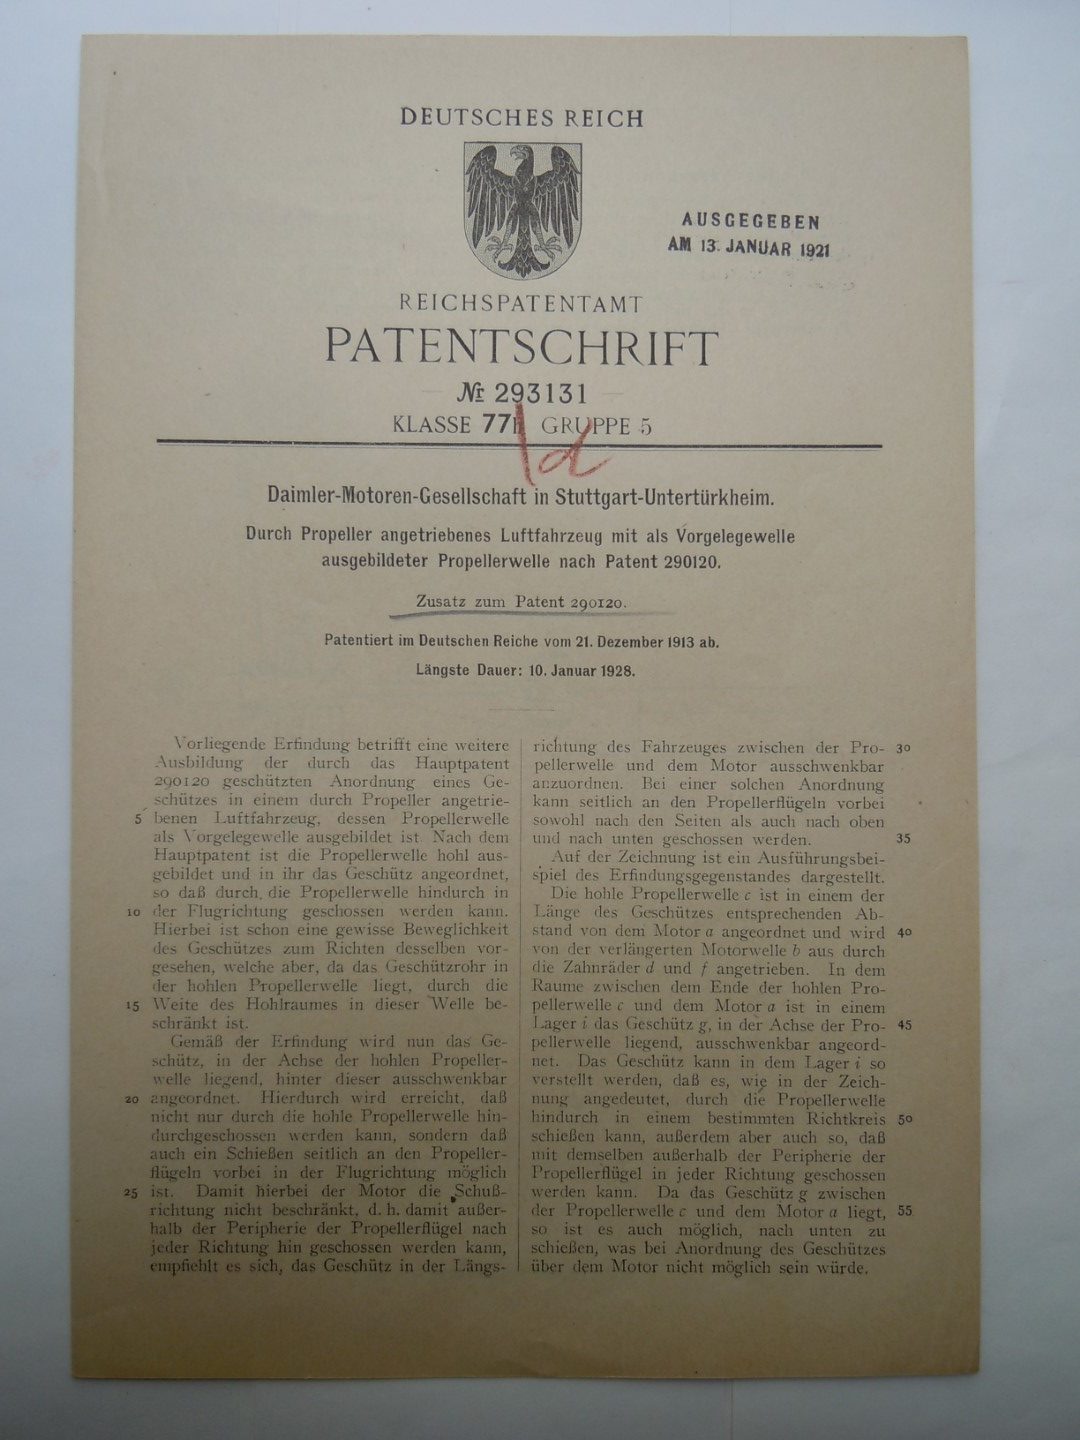 DEUTSCHES REICH
AUSGEGEBEN
AM 13. JANUAR 1921
REICHSPATENTAMT
PATENTSCHRIFT
— № 293131 —
KLASSE 77h GRUPPE 5
d
Daimler-Motoren-Gesellschaft in Stuttgart-Untertürkheim.
Durch Propeller angetriebenes Luftfahrzeug mit als Vorgelegewelle
ausgebildeter Propellerwelle nach Patent 290120.
Zusatz zum Patent 290120.
Patentiert im Deutschen Reiche vom 21. Dezember 1913 ab.
Längste Dauer: 10. Januar 1928.
Vorliegende Erfindung betrifft eine weitere
Ausbildung der durch das Hauptpatent
290120 geschützten Anordnung eines Ge-
schützes in einem durch Propeller angetrie-
5 benen Luftfahrzeug, dessen Propellerwelle
als Vorgelegewelle ausgebildet ist. Nach dem
Hauptpatent ist die Propellerwelle hohl aus-
gebildet und in ihr das Geschütz angeordnet,
so daß durch die Propellerwelle hindurch in
10 der Flugrichtung geschossen werden kann.
Hierbei ist schon eine gewisse Beweglichkeit
des Geschützes zum Richten desselben vor-
gesehen, welche aber, da das Geschützrohr in
der hohlen Propellerwelle liegt, durch die
15 Weite des Hohlraumes in dieser Welle be-
schränkt ist.
Gemäß der Erfindung wird nun das Ge-
schütz, in der Achse der hohlen Propeller-
welle liegend, hinter dieser ausschwenkbar
20 angeordnet. Hierdurch wird erreicht, daß
nicht nur durch die hohle Propellerwelle hin-
durchgeschossen werden kann, sondern daß
auch ein Schießen seitlich an den Propeller-
flügeln vorbei in der Flugrichtung möglich
25 ist. Damit hierbei der Motor die Schuß-
richtung nicht beschränkt, d. h. damit außer-
halb der Peripherie der Propellerflügel nach
jeder Richtung hin geschossen werden kann,
empfiehlt es sich, das Geschütz in der Längs-
richtung des Fahrzeuges zwischen der Pro- 30
pellerwelle und dem Motor ausschwenkbar
anzuordnen. Bei einer solchen Anordnung
kann seitlich an den Propellerflügeln vorbei
sowohl nach den Seiten als auch nach oben
und nach unten geschossen werden. 35
Auf der Zeichnung ist ein Ausführungsbei-
spiel des Erfindungsgegenstandes dargestellt.
Die hohle Propellerwelle c ist in einem der
Länge des Geschützes entsprechenden Ab-
stand von dem Motor a angeordnet und wird 40
von der verlängerten Motorwelle b aus durch
die Zahnräder d und f angetrieben. In dem
Raume zwischen dem Ende der hohlen Pro-
pellerwelle c und dem Motor a ist in einem
Lager i das Geschütz g, in der Achse der Pro- 45
pellerwelle liegend, ausschwenkbar angeord-
net. Das Geschütz kann in dem Lager i so
verstellt werden, daß es, wie in der Zeich-
nung angedeutet, durch die Propellerwelle
hindurch in einem bestimmten Richtkreis 50
schießen kann, außerdem aber auch so, daß
mit demselben außerhalb der Peripherie der
Propellerflügel in jeder Richtung geschossen
werden kann. Da das Geschütz g zwischen
der Propellerwelle c und dem Motor a liegt, 55
so ist es auch möglich, nach unten zu
schießen, was bei Anordnung des Geschützes
über dem Motor nicht möglich sein würde.